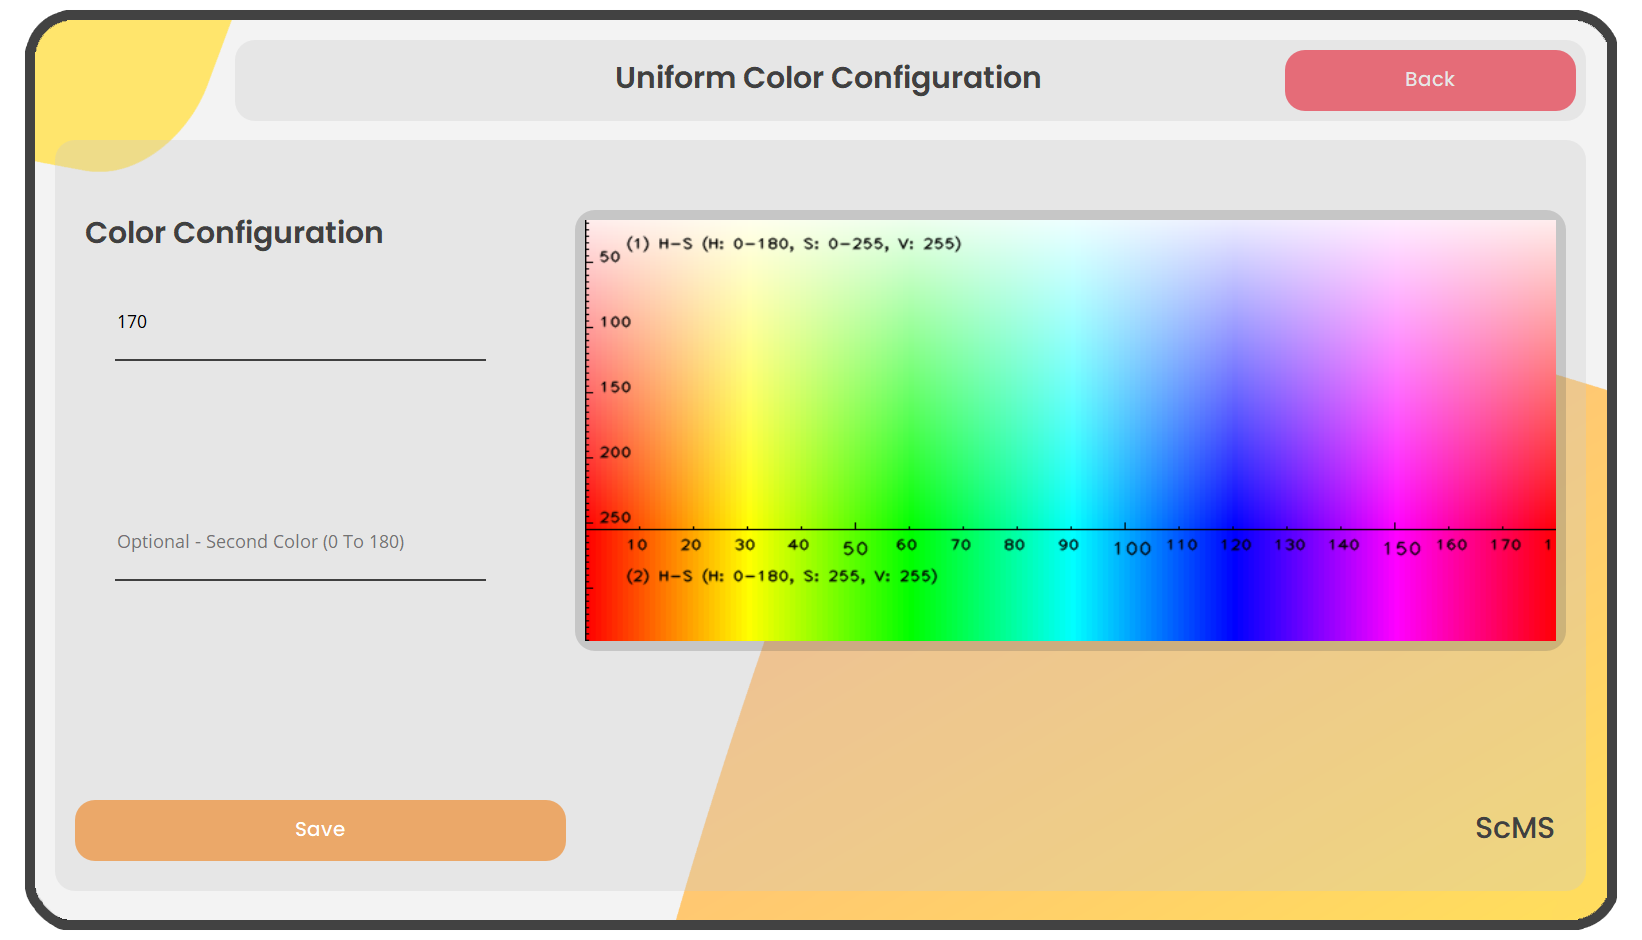 Uniform Color Configuration
Back
Color Configuration
170
Optional - Second Color (0 To 180)
Save
(1) H-S (H: 0-180, S: 0-255, V: 255)
50
100
150
200
250
10 20 30 40 50 60 70 80 90 100 110 120 130 140 150 160 170 1
(2) H-S (H: 0-180, S: 255, V: 255)
ScMS